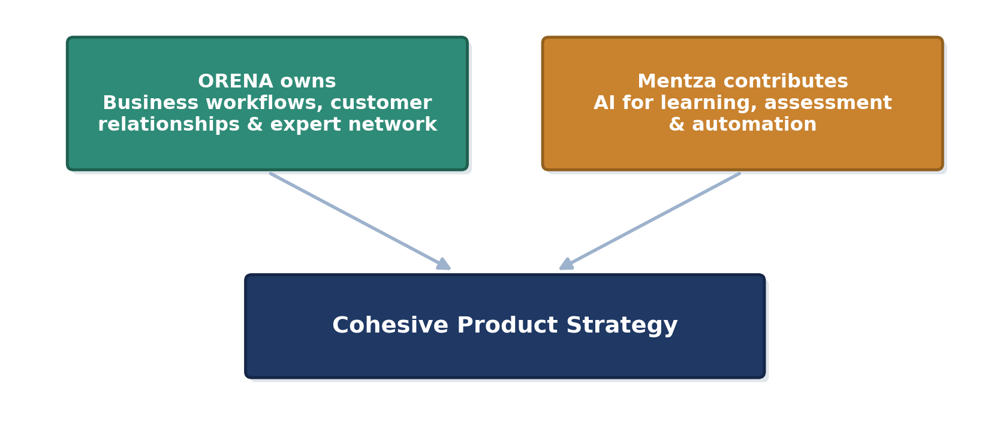 ORENA owns
Business workflows, customer
relationships & expert network
Mentza contributes
AI for learning, assessment
& automation
Cohesive Product Strategy